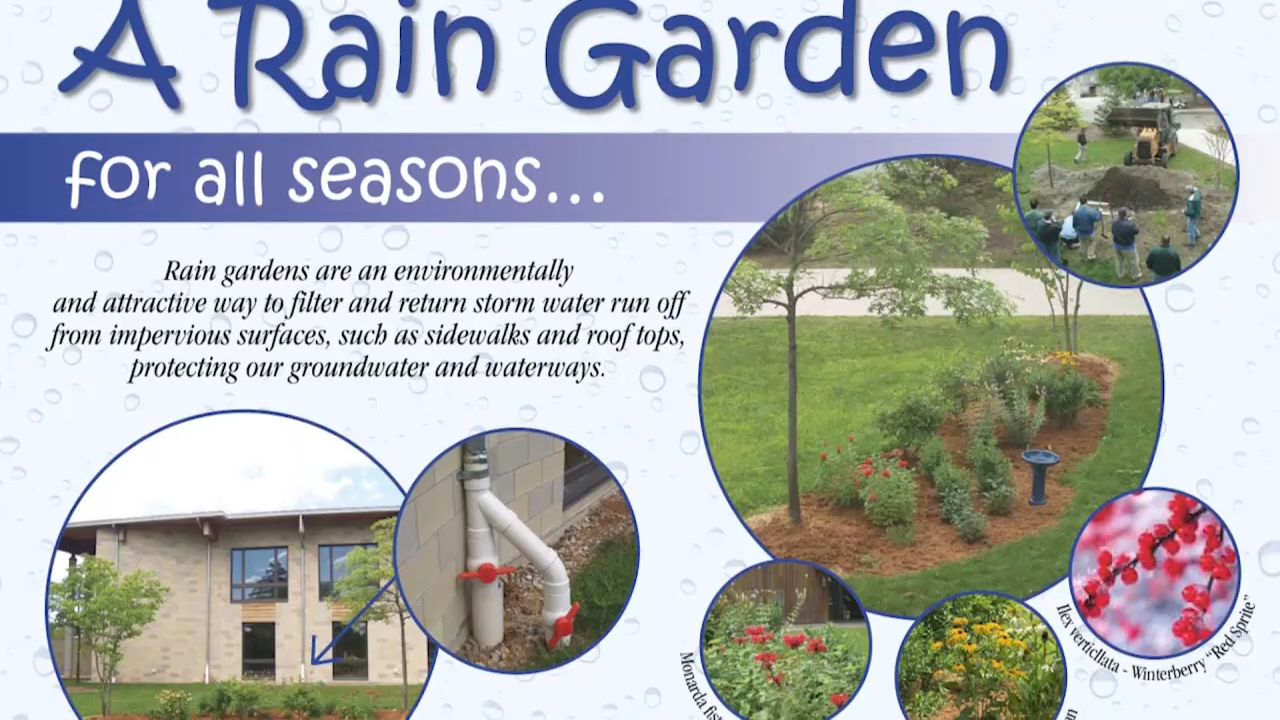 A Rain Garden
for all seasons...
Rain gardens are an environmentally
and attractive way to filter and return storm water run off
from impervious surfaces, such as sidewalks and roof tops,
protecting our groundwater and waterways.
Ilex verticllata - Winterberry "Red Sprite"
Monarda